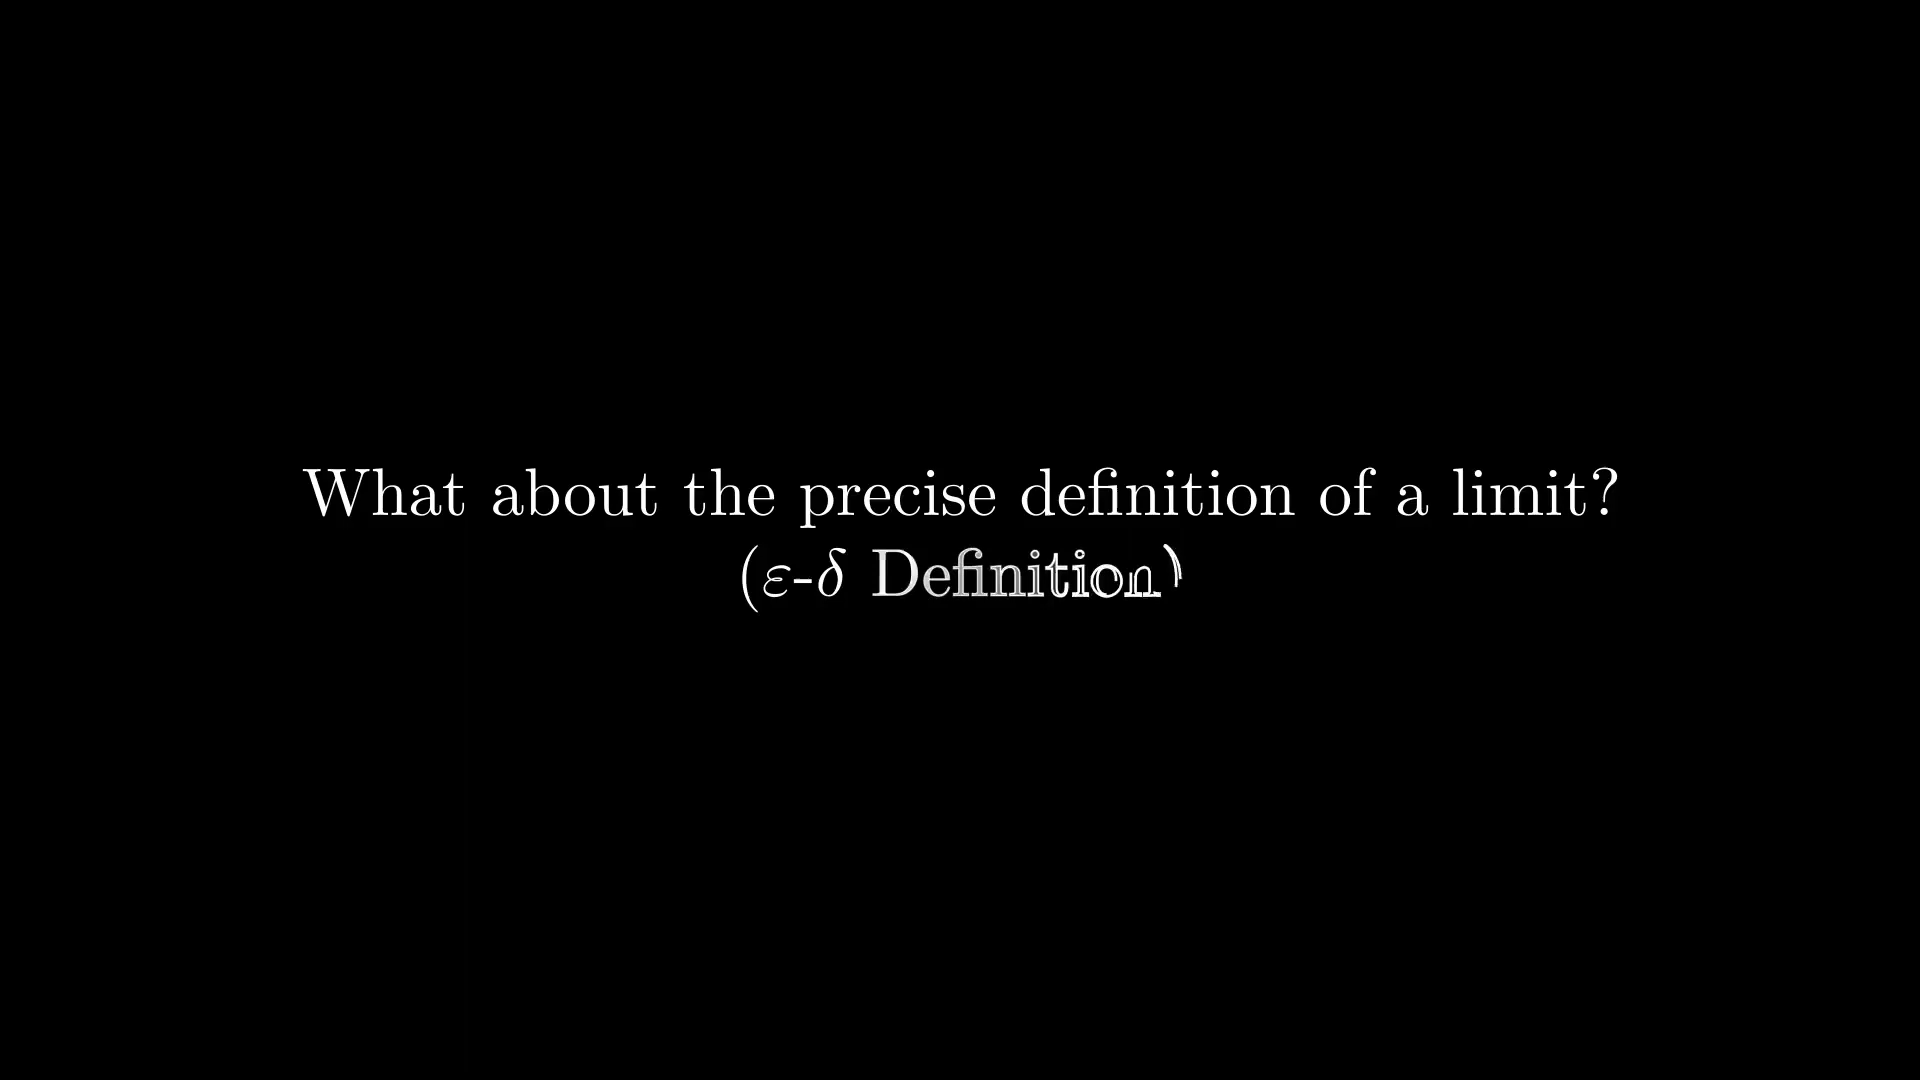 What about the precise definition of a limit?
(ε-δ Definition)